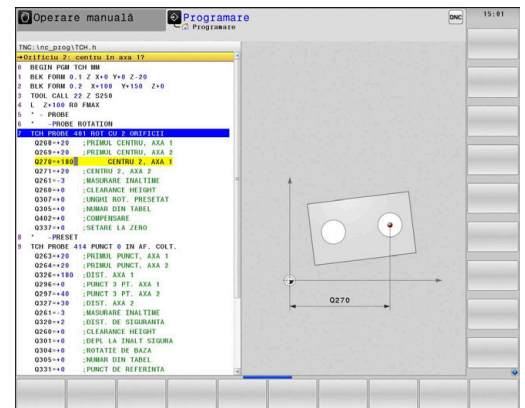 Operare manuală
Programare
Programare
DNC
15:01
TNC:\nc_prog\TCH.h
→Orificiu 2: centru în axa 1?
0 BEGIN PGM TCH MM
1 BLK FORM 0.1 Z X+0 Y+0 Z-20
2 BLK FORM 0.2 X+100 Y+150 Z+0
3 TOOL CALL 22 Z S250
4 L Z+100 R0 FMAX
5 * - PROBE
6 * -PROBE ROTATION
7 TCH PROBE 401 ROT CU 2 ORIFICII
Q268=+20 ;PRIMUL CENTRU, AXA 1
Q269=+20 ;PRIMUL CENTRU, AXA 2
Q270=+180 CENTRU 2, AXA 1
Q271=+20 ;CENTRU 2, AXA 2
Q261=-3 ;MASURARE INALTIME
Q260=+0 ;CLEARANCE HEIGHT
Q307=+0 ;UNGHI ROT. PRESETAT
Q305=+0 ;NUMAR DIN TABEL
Q402=+0 ;COMPENSARE
Q337=+0 ;SETARE LA ZERO
8 * -PRESET
9 TCH PROBE 414 PUNCT 0 IN AF. COLT.
Q263=+20 ;PRIMUL PUNCT, AXA 1
Q264=+20 ;PRIMUL PUNCT, AXA 2
Q326=+180 ;DIST. AXA 1
Q296=+0 ;PUNCT 3 PT. AXA 1
Q297=+40 ;PUNCT 3 PT. AXA 2
Q327=+30 ;DIST. AXA 2
Q261=-3 ;MASURARE INALTIME
Q320=+2 ;DIST. DE SIGURANTA
Q260=+0 ;CLEARANCE HEIGHT
Q301=+0 ;DEPL LA INALT SIGURA
Q304=+0 ;ROTATIE DE BAZA
Q305=+0 ;NUMAR DIN TABEL
Q331=+0 ;PUNCT DE REFERINTA
Q270